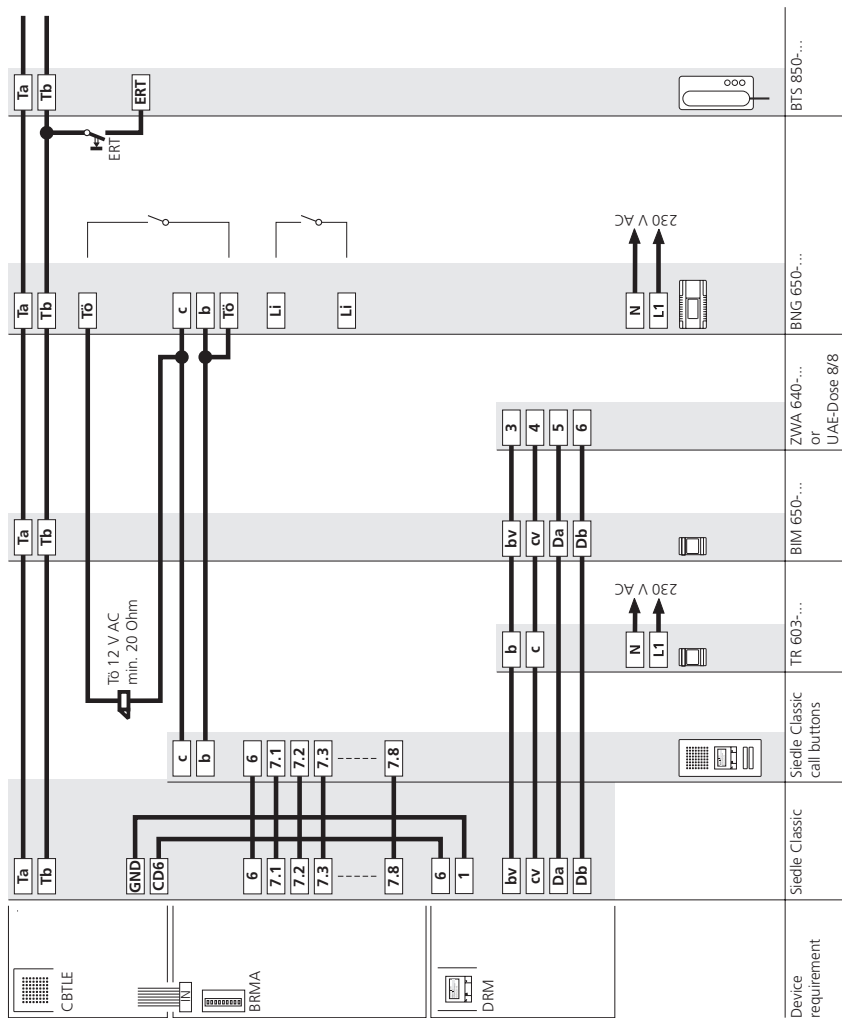 Ta Ta Ta Ta
Tb Tb Tb Tb
CBTLE
Tö
Tö 12 V AC
min. 20 Ohm
ERT
GND
ERT
CD6
IN
c c
b b
Tö
BRMA
6 6
7.1 7.1
Li
7.2 7.2
7.3 7.3
Li
7.8 7.8
6
1
DRM
bv b bv 3
cv c cv 4
Da Da 5
Db Db 6
N N
230 V AC
230 V AC
L1 L1
Device
requirement
Siedle Classic
Siedle Classic
call buttons
TR 603-...
BIM 650-...
ZWA 640-...
or
UAE-Dose 8/8
BNG 650-...
BTS 850-...